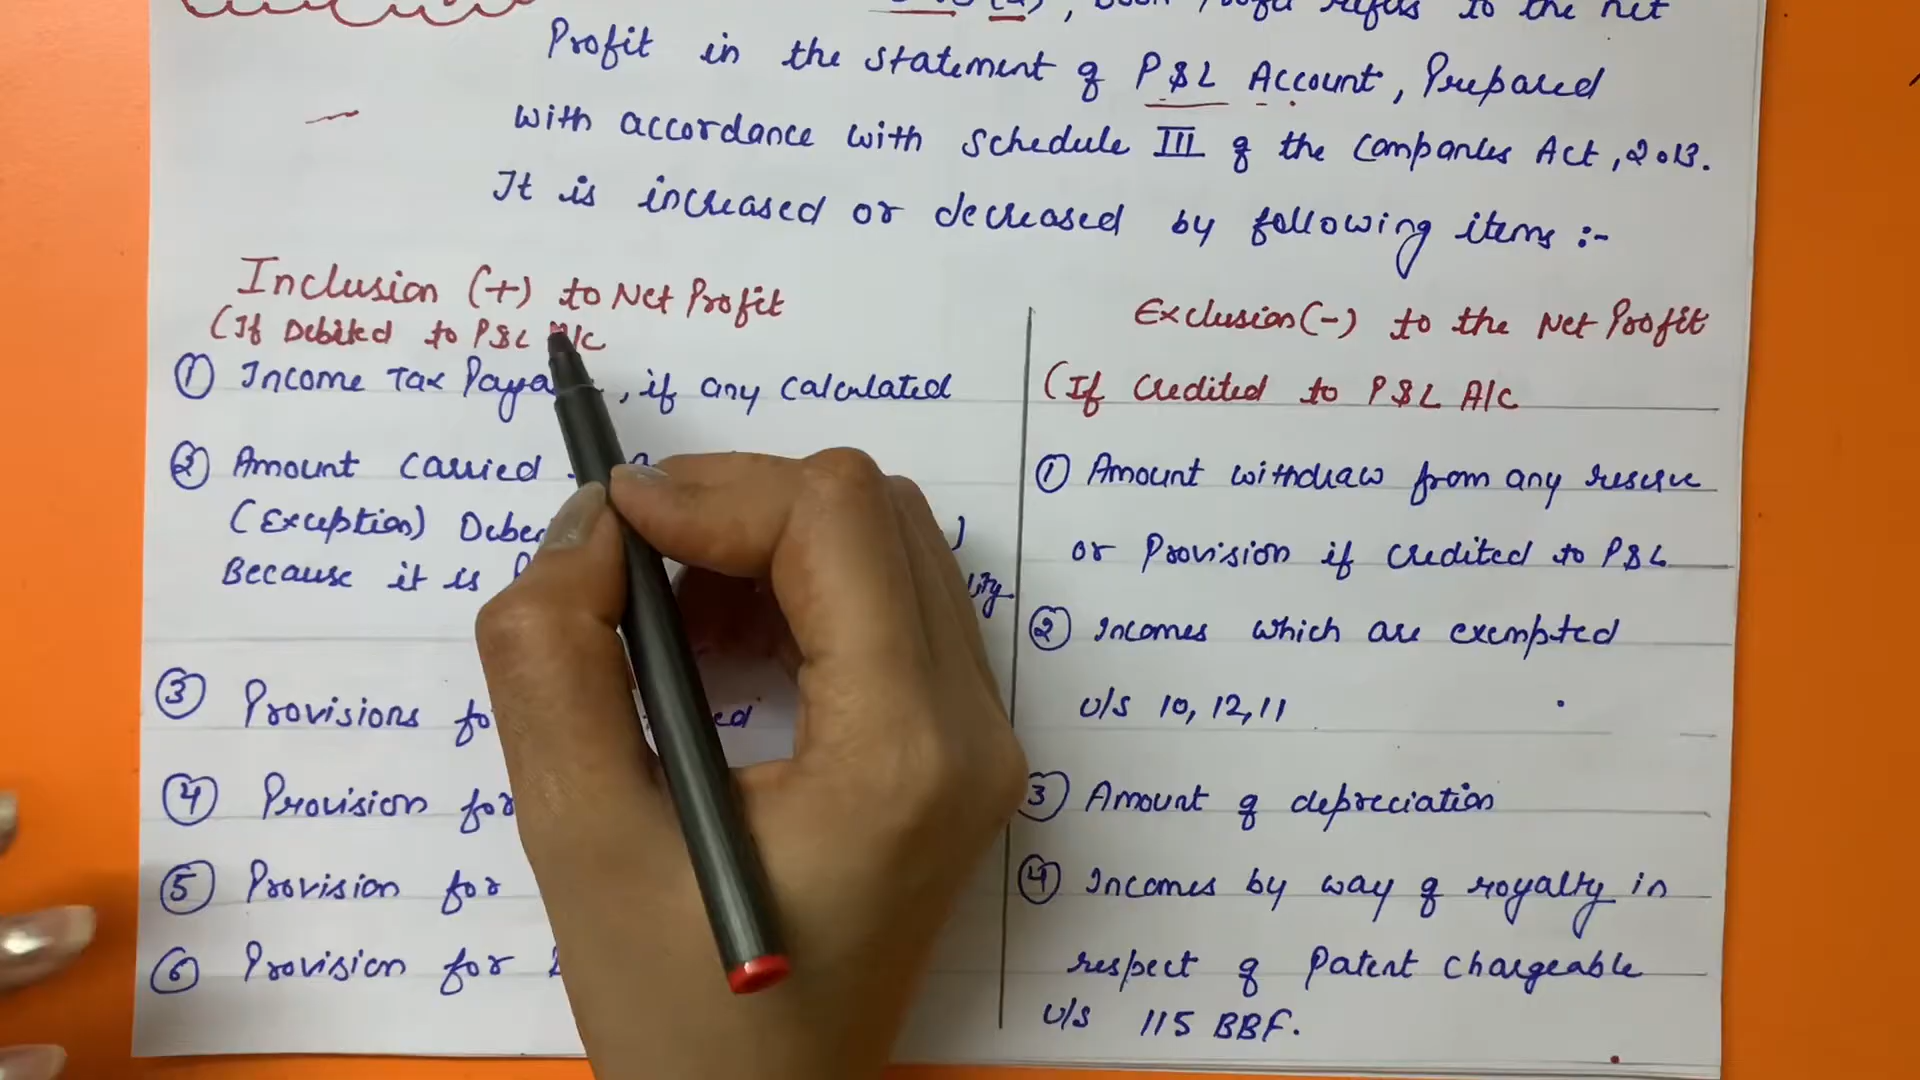 refers to the net
Profit in the statement of P&L Account, Prepared
with accordance with schedule III of the Companies Act, 2013.
It is increased or decreased by following items :-
Inclusion (+) to Net Profit
(If Debited to P&L A/c
① Income Tax , if any calculated
② Amount Carried
(Exception)
Because it is
③ Provisions
④ Provision for
⑤ Provision for
⑥ Provision for
Exclusion (-) to the Net Profit
(If Credited to P&L A/c
① Amount withdraw from any reserve
or Provision if credited to P&L
② Incomes which are exempted
U/s 10, 12, 11
③ Amount of depreciation
④ Incomes by way of royalty in
respect of Patent chargeable
U/s 115 BBF.